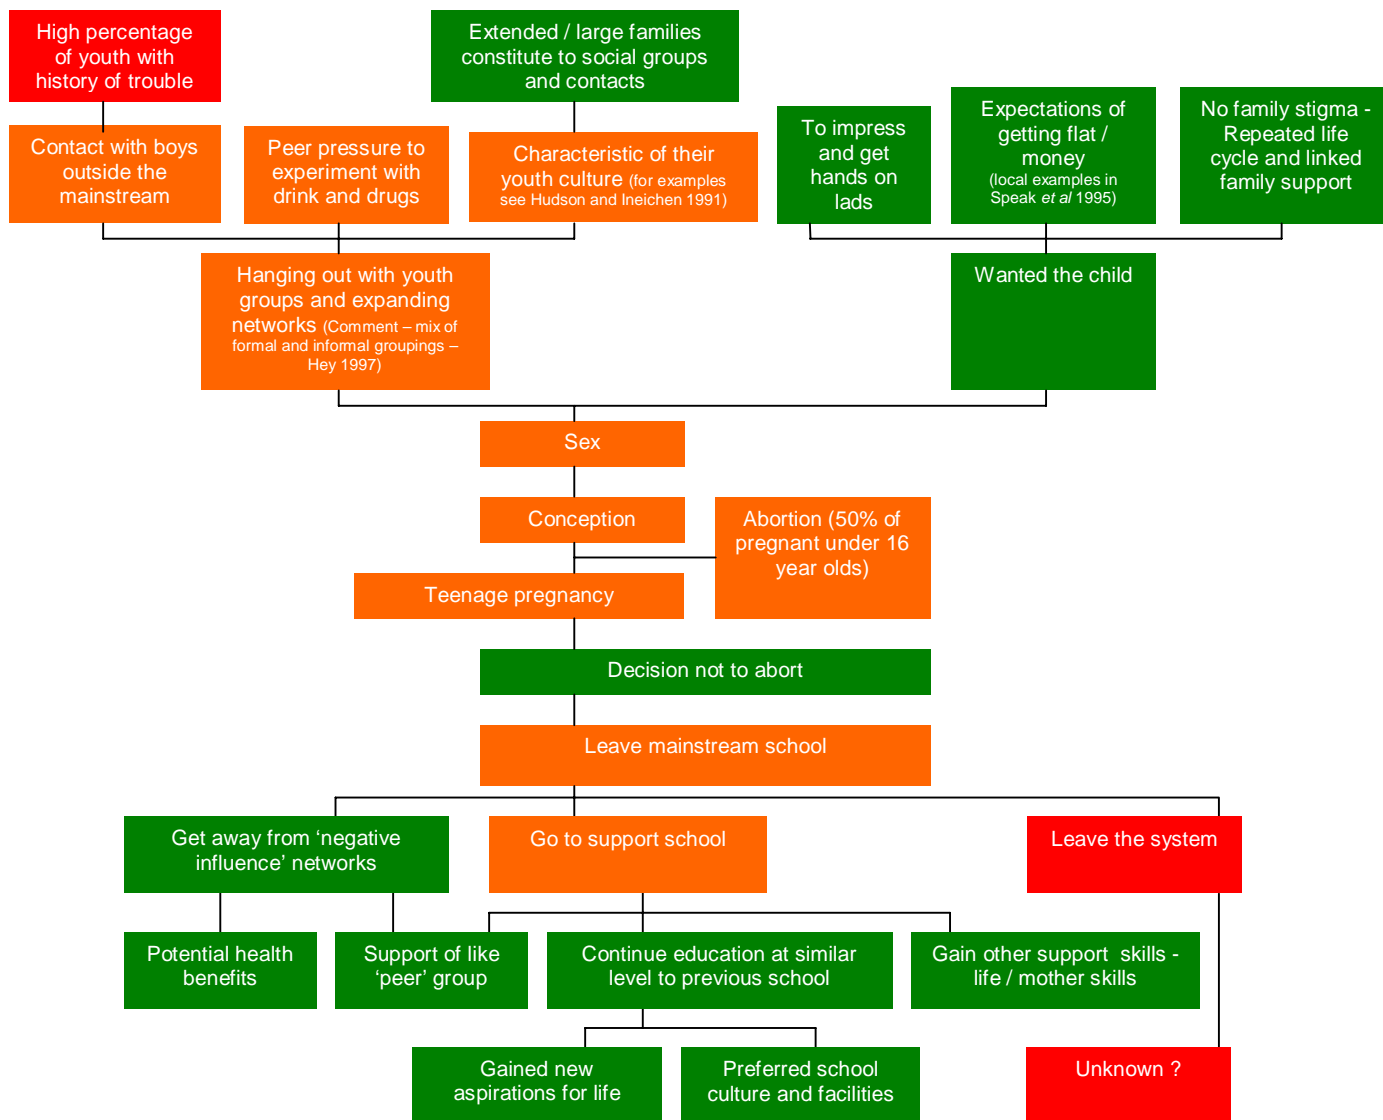 High percentage
of youth with
history of trouble
Extended / large families
constitute to social groups
and contacts
Contact with boys
outside the
mainstream
Peer pressure to
experiment with
drink and drugs
Characteristic of their
youth culture (for examples
see Hudson and Ineichen 1991)
To impress
and get
hands on
lads
Expectations of
getting flat /
money
(local examples in
Speak et al 1995)
No family stigma -
Repeated life
cycle and linked
family support
Hanging out with youth
groups and expanding
networks (Comment – mix of
formal and informal groupings –
Hey 1997)
Wanted the child
Sex
Conception
Abortion (50% of
pregnant under 16
year olds)
Teenage pregnancy
Decision not to abort
Leave mainstream school
Get away from ‘negative
influence’ networks
Go to support school
Leave the system
Potential health
benefits
Support of like
‘peer’ group
Continue education at similar
level to previous school
Gain other support skills -
life / mother skills
Gained new
aspirations for life
Preferred school
culture and facilities
Unknown ?